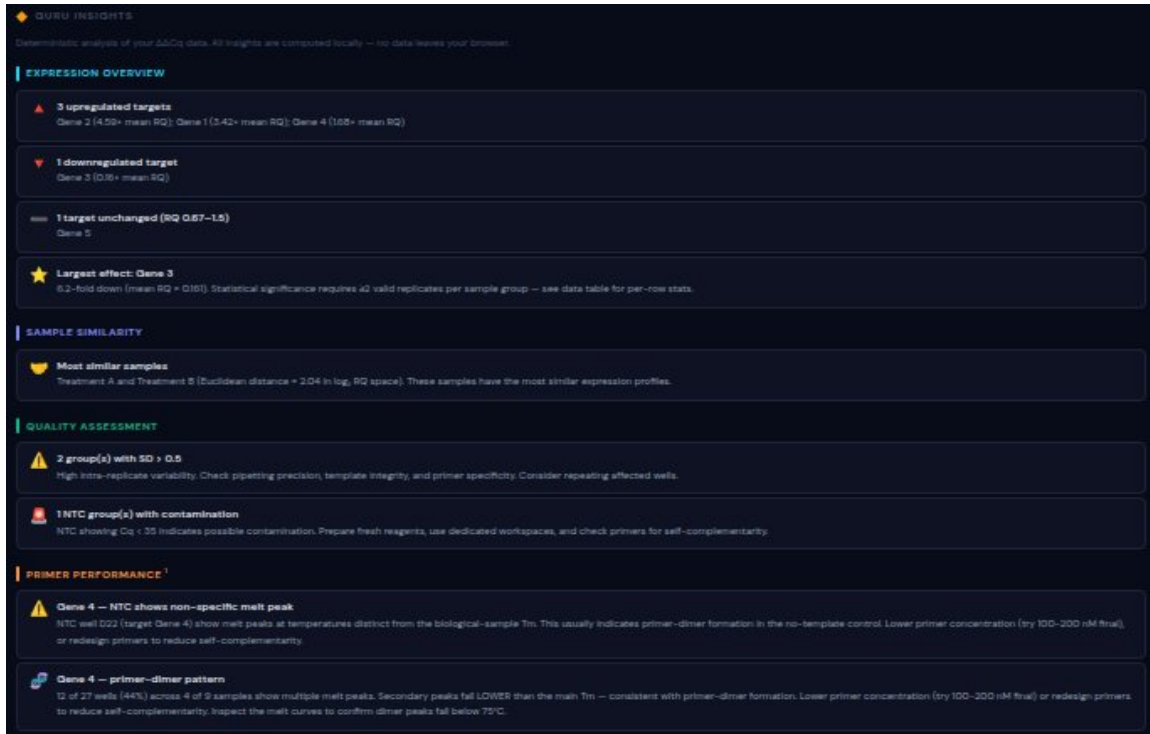 GURU INSIGHTS
Deterministic analysis of your ΔΔCq data. All insights are computed locally — no data leaves your browser.
EXPRESSION OVERVIEW
3 upregulated targets
Gene 2 (4.59× mean RQ); Gene 1 (3.42× mean RQ); Gene 4 (1.68× mean RQ)
1 downregulated target
Gene 3 (0.16× mean RQ)
1 target unchanged (RQ 0.67–1.5)
Gene 5
Largest effect: Gene 3
6.2-fold down (mean RQ = 0.161). Statistical significance requires ≥2 valid replicates per sample group — see data table for per-row stats.
SAMPLE SIMILARITY
Most similar samples
Treatment A and Treatment B (Euclidean distance = 2.04 in log₂ RQ space). These samples have the most similar expression profiles.
QUALITY ASSESSMENT
2 group(s) with SD > 0.5
High intra-replicate variability. Check pipetting precision, template integrity, and primer specificity. Consider repeating affected wells.
1 NTC group(s) with contamination
NTC showing Cq < 35 indicates possible contamination. Prepare fresh reagents, use dedicated workspaces, and check primers for self-complementarity.
PRIMER PERFORMANCE ¹
Gene 4 — NTC shows non-specific melt peak
NTC well D22 (target Gene 4) show melt peaks at temperatures distinct from the biological-sample Tm. This usually indicates primer-dimer formation in the no-template control. Lower primer concentration (try 100–200 nM final),
or redesign primers to reduce self-complementarity.
Gene 4 — primer-dimer pattern
12 of 27 wells (44%) across 4 of 9 samples show multiple melt peaks. Secondary peaks fall LOWER than the main Tm — consistent with primer-dimer formation. Lower primer concentration (try 100–200 nM final) or redesign primers
to reduce self-complementarity. Inspect the melt curves to confirm dimer peaks fall below 75°C.